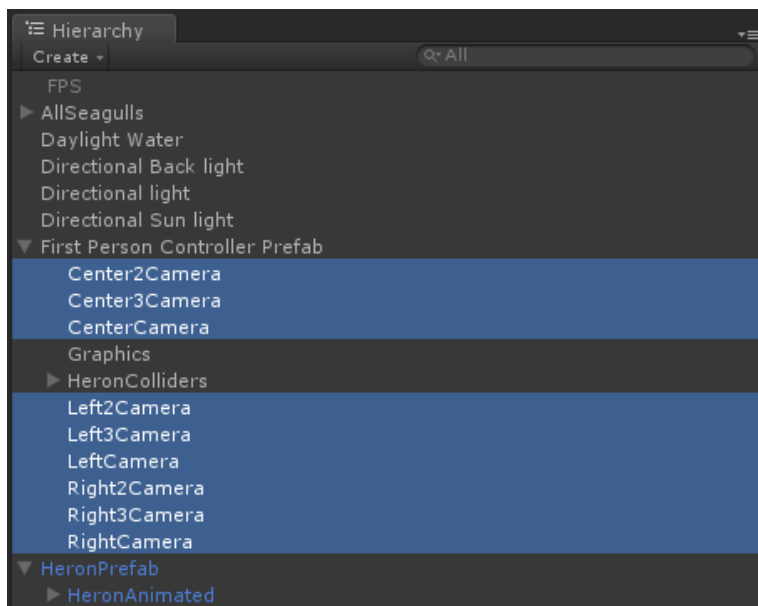 Hierarchy
Create All
FPS
AllSeagulls
Daylight Water
Directional Back light
Directional light
Directional Sun light
First Person Controller Prefab
Center2Camera
Center3Camera
CenterCamera
Graphics
HeronColliders
Left2Camera
Left3Camera
LeftCamera
Right2Camera
Right3Camera
RightCamera
HeronPrefab
HeronAnimated